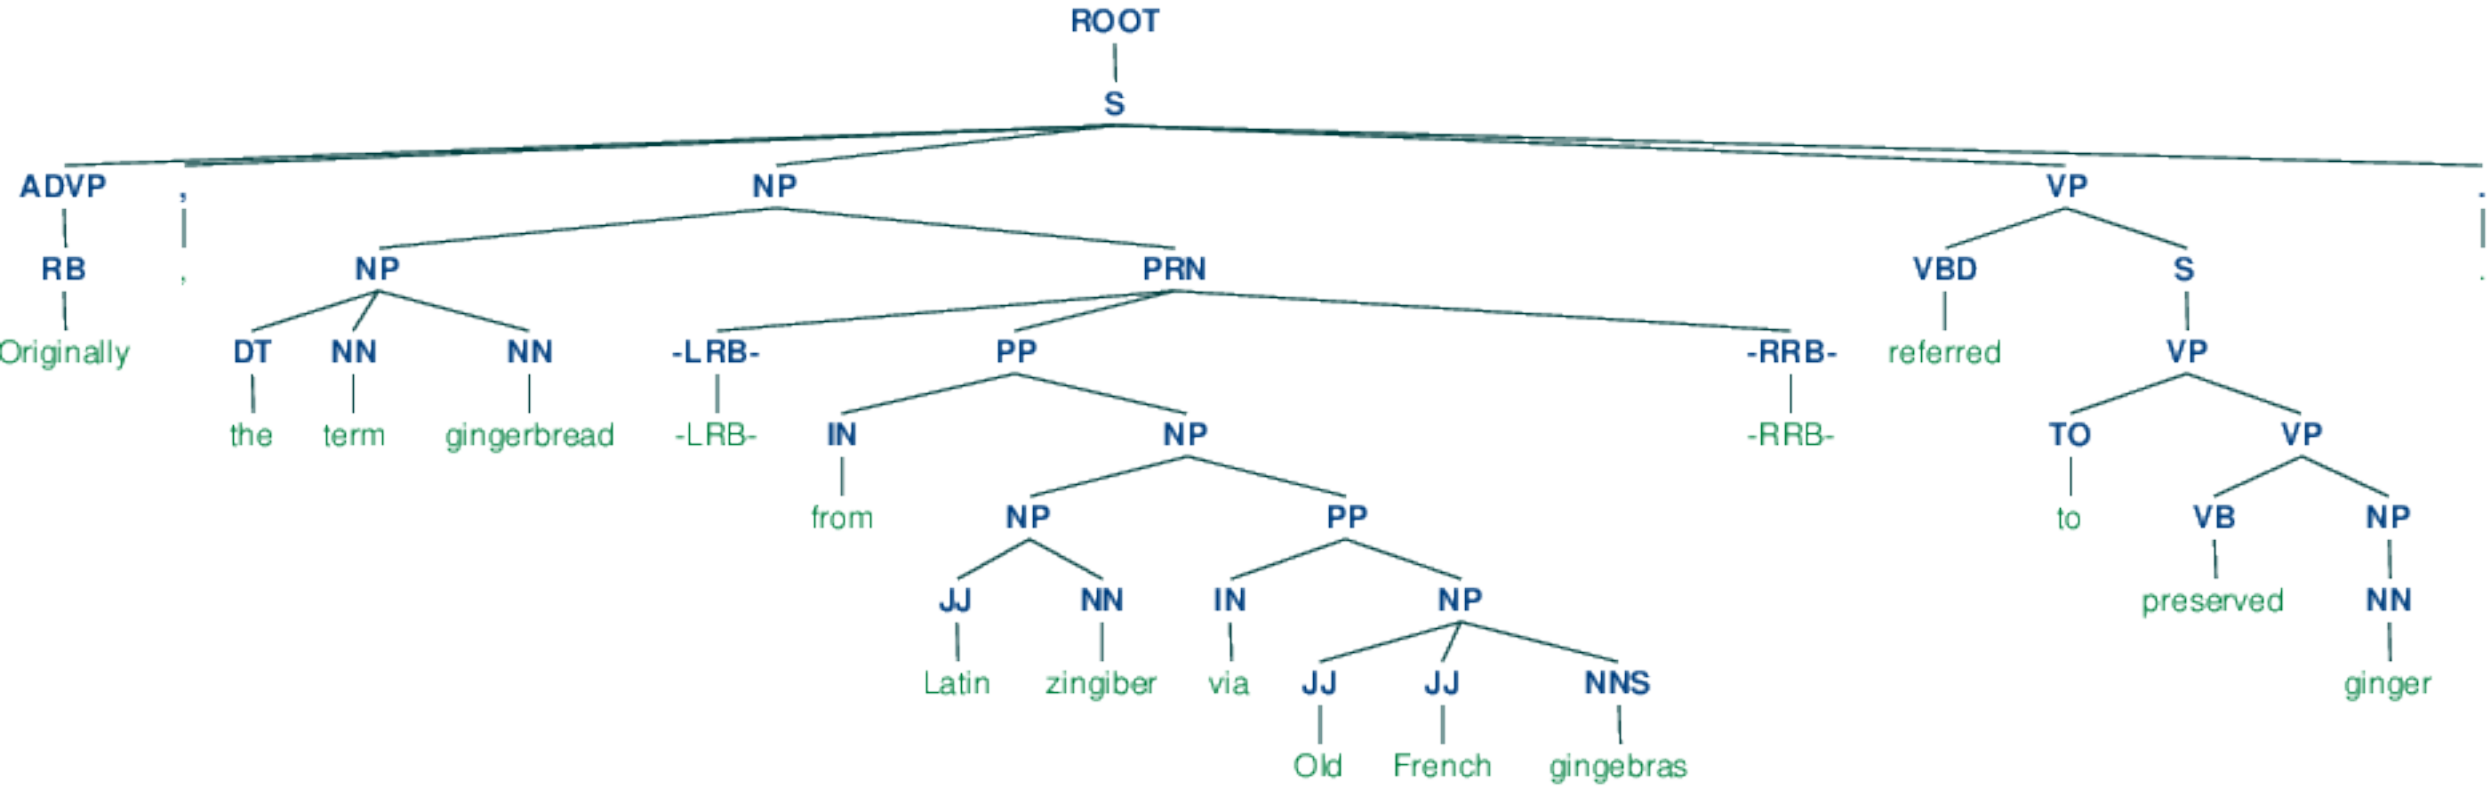 ROOT
S
ADVP , NP VP .
RB , NP PRN VBD S .
Originally DT NN NN -LRB- PP -RRB- referred VP
the term gingerbread -LRB- IN NP -RRB- TO VP
from NP PP to VB NP
JJ NN IN NP preserved NN
Latin zingiber via JJ JJ NNS ginger
Old French gingebras